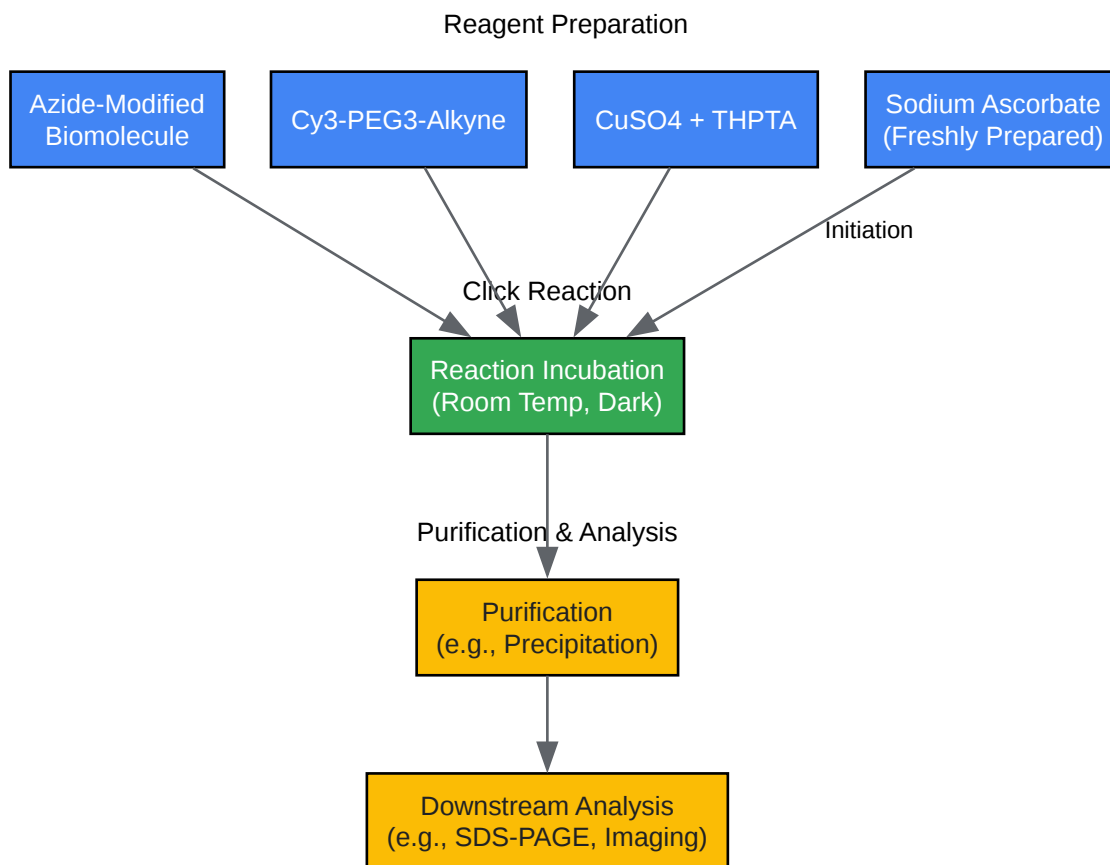 Reagent Preparation
Azide-Modified
Biomolecule
Cy3-PEG3-Alkyne
CuSO4 + THPTA
Sodium Ascorbate
(Freshly Prepared)
Initiation
Click Reaction
Reaction Incubation
(Room Temp, Dark)
Purification & Analysis
Purification
(e.g., Precipitation)
Downstream Analysis
(e.g., SDS-PAGE, Imaging)